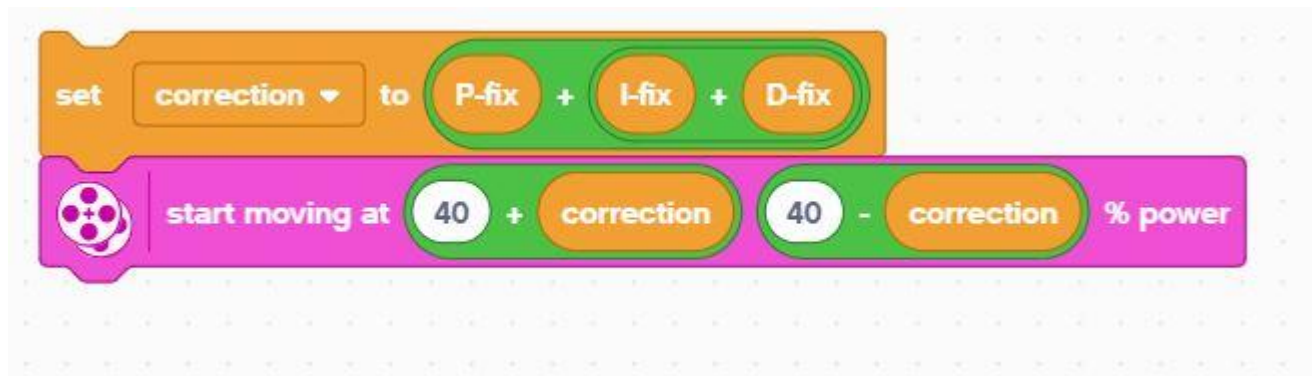 set correction to P-fix + I-fix + D-fix
start moving at 40 + correction 40 - correction % power